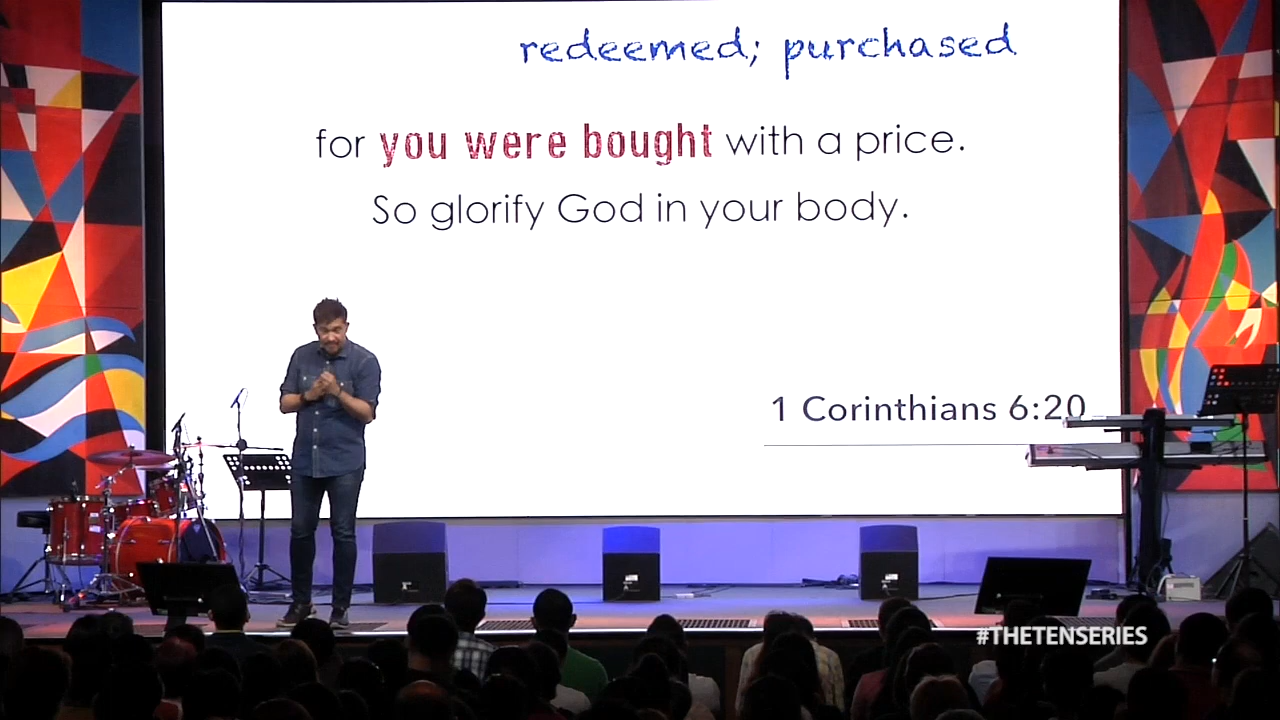 redeemed; purchased
for you were bought with a price.
So glorify God in your body.
1 Corinthians 6:20
#THETENSERIES